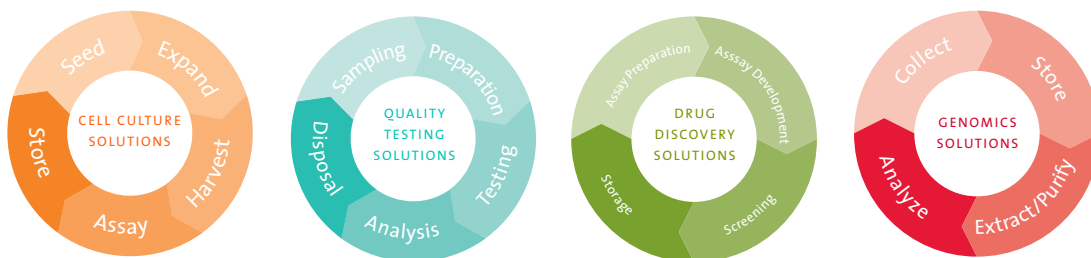 Seed
Expand
Harvest
Assay
Store
CELL CULTURE
SOLUTIONS
Sampling
Preparation
Testing
Analysis
Disposal
QUALITY
TESTING
SOLUTIONS
Assay Preparation
Asssay Development
Screening
Storage
DRUG
DISCOVERY
SOLUTIONS
Collect
Store
Extract/Purify
Analyze
GENOMICS
SOLUTIONS